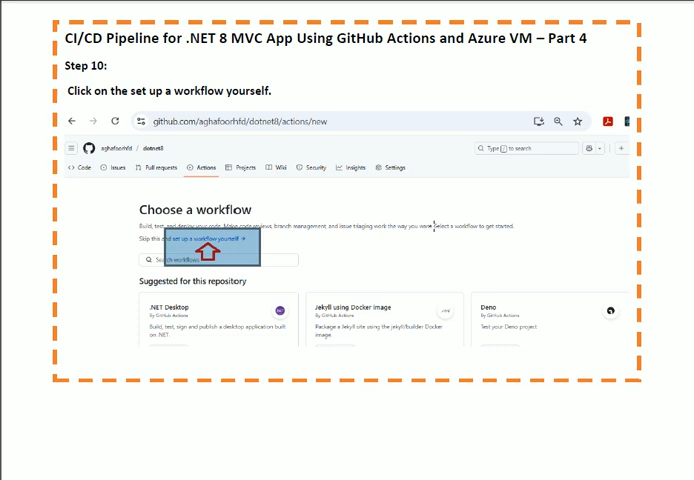 CI/CD Pipeline for .NET 8 MVC App Using GitHub Actions and Azure VM – Part 4
Step 10:
Click on the set up a workflow yourself.
github.com/aghafoorhfd/dotnet8/actions/new
aghafoorhfd / dotnet8
Type / to search
Code Issues Pull requests Actions Projects Wiki Security Insights Settings
Choose a workflow
Build, test, and deploy your code. Make code reviews, branch management, and issue triaging work the way you want. Select a workflow to get started.
Skip this and set up a workflow yourself →
Search workflows
Suggested for this repository
.NET Desktop
By GitHub Actions
Build, test, sign and publish a desktop application built
on .NET.
Jekyll using Docker image
By GitHub Actions
Package a Jekyll site using the jekyll/builder Docker
image.
Deno
By GitHub Actions
Test your Deno project